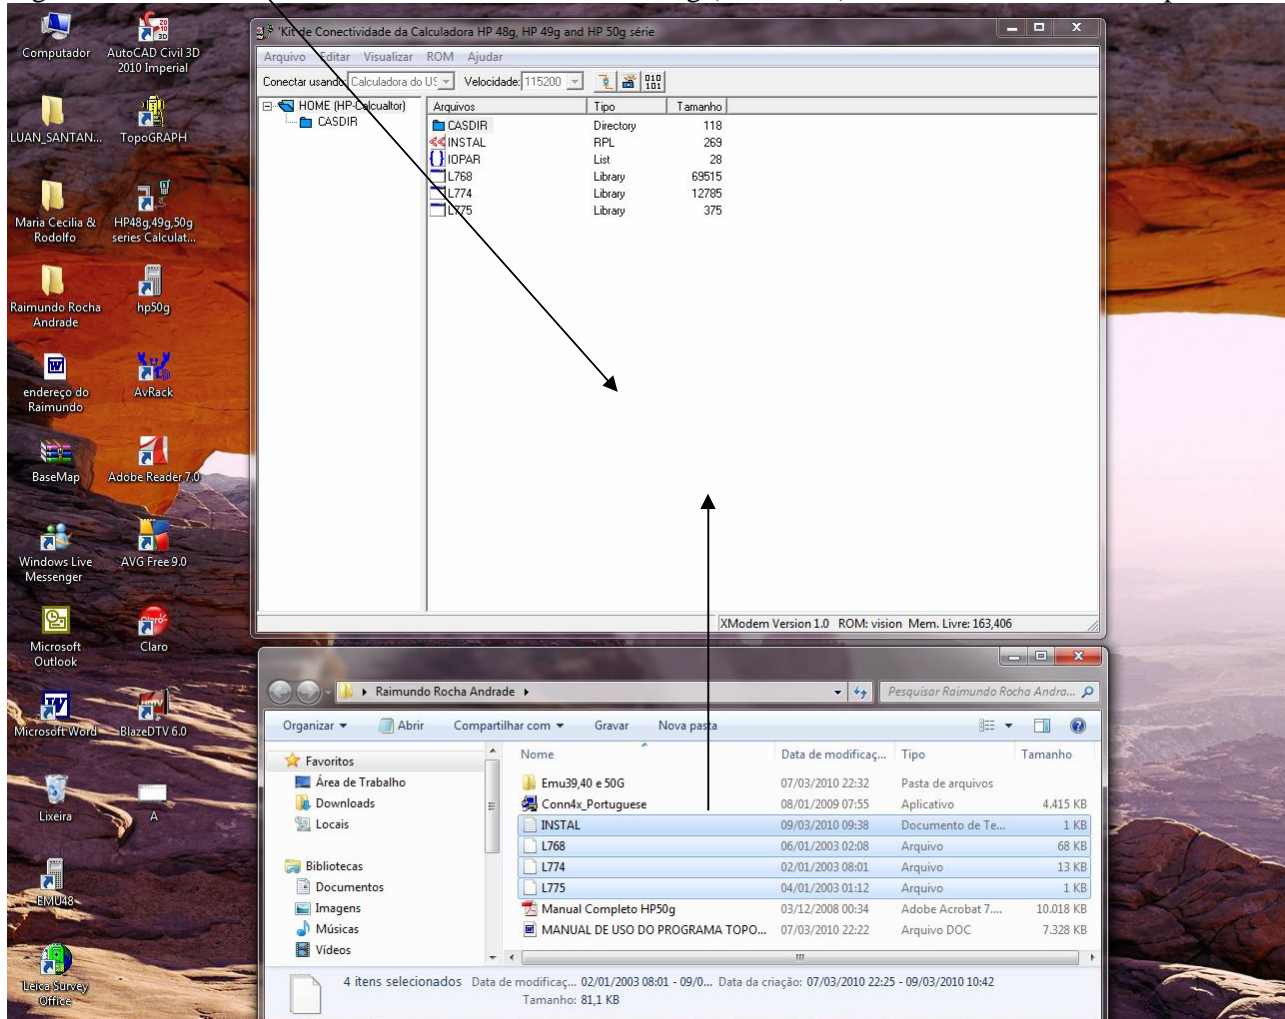 Computador
AutoCAD Civil 3D
2010 Imperial
LUAN_SANTAN...
TopoGRAPH
Maria Cecilia &
Rodolfo
HP48g,49g,50g
series Calculat...
Raimundo Rocha
Andrade
hp50g
endereço do
Raimundo
AvRack
BaseMap
Adobe Reader 7.0
Windows Live
Messenger
AVG Free 9.0
Microsoft
Outlook
Claro
Microsoft Word
BlazeDTV 6.0
Lixeira
A
EMU48
Leica Survey
Office
'Kit de Conectividade da Calculadora HP 48g, HP 49g and HP 50g série
Arquivo Editar Visualizar ROM Ajudar
Conectar usando: Calculadora do US Velocidade: 115200
HOME (HP-Calcualtor)
CASDIR
Arquivos Tipo Tamanho
CASDIR Directory 118
INSTAL RPL 269
IOPAR List 28
L768 Library 69515
L774 Library 12785
L775 Library 375
XModem Version 1.0 ROM: vision Mem. Livre: 163,406
Raimundo Rocha Andrade
Pesquisar Raimundo Rocha Andra...
Organizar Abrir Compartilhar com Gravar Nova pasta
Favoritos
Área de Trabalho
Downloads
Locais
Bibliotecas
Documentos
Imagens
Músicas
Vídeos
Nome Data de modificaç... Tipo Tamanho
Emu39,40 e 50G 07/03/2010 22:32 Pasta de arquivos
Conn4x_Portuguese 08/01/2009 07:55 Aplicativo 4.415 KB
INSTAL 09/03/2010 09:38 Documento de Te... 1 KB
L768 06/01/2003 02:08 Arquivo 68 KB
L774 02/01/2003 08:01 Arquivo 13 KB
L775 04/01/2003 01:12 Arquivo 1 KB
Manual Completo HP50g 03/12/2008 00:34 Adobe Acrobat 7.... 10.018 KB
MANUAL DE USO DO PROGRAMA TOPO... 07/03/2010 22:22 Arquivo DOC 7.328 KB
4 itens selecionados Data de modificaç... 02/01/2003 08:01 - 09/0... Data da criação: 07/03/2010 22:25 - 09/03/2010 10:42
Tamanho: 81,1 KB